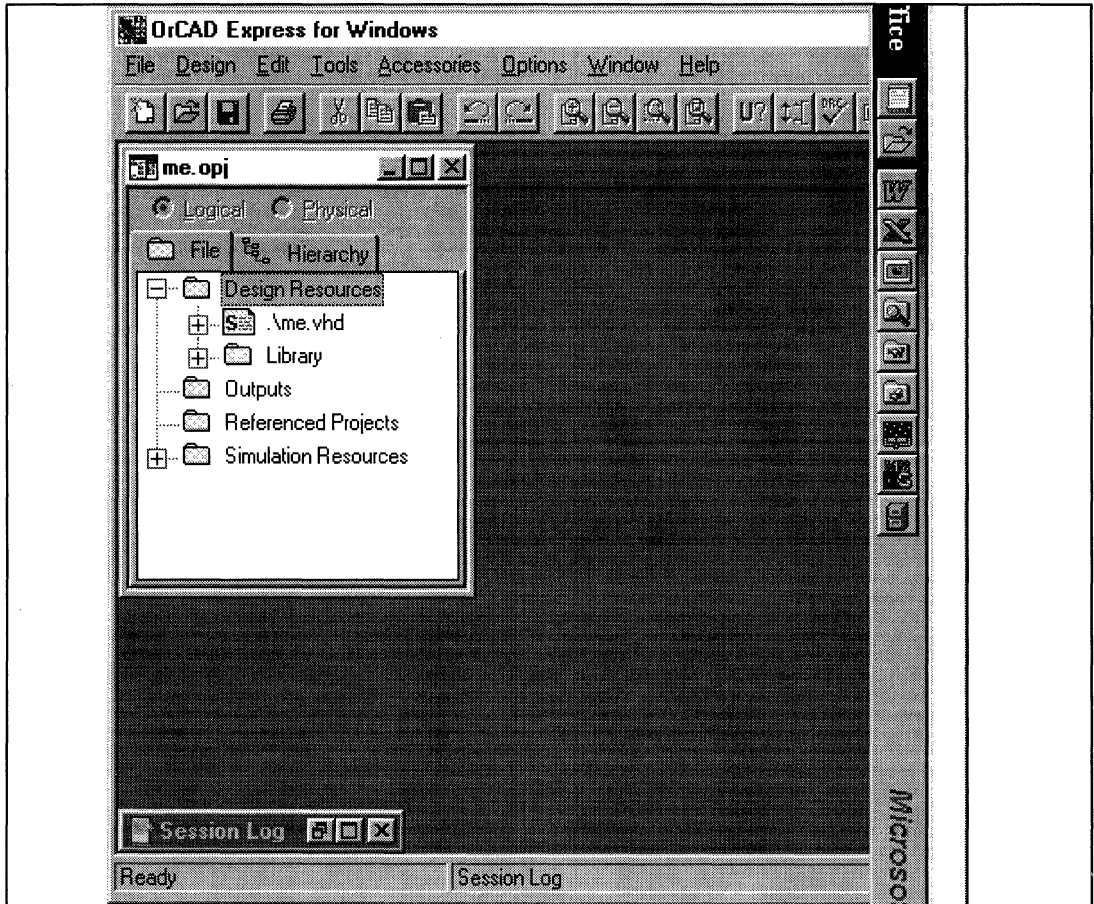 OrCAD Express for Windows
File Design Edit Tools Accessories Options Window Help
U?
me.opj
Logical Physical
File Hierarchy
Design Resources
.\me.vhd
Library
Outputs
Referenced Projects
Simulation Resources
Session Log
Ready Session Log
Microso